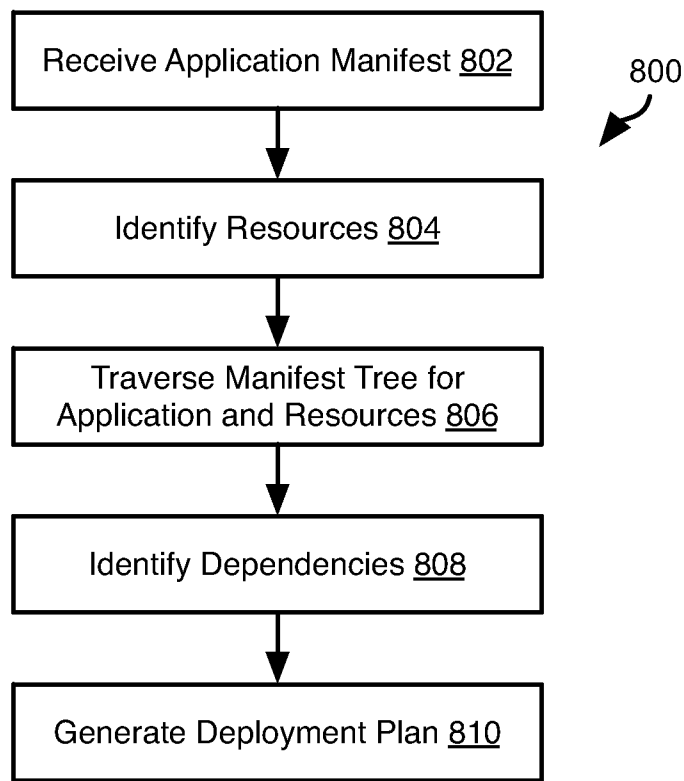 Receive Application Manifest 802
800
Identify Resources 804
Traverse Manifest Tree for
Application and Resources 806
Identify Dependencies 808
Generate Deployment Plan 810